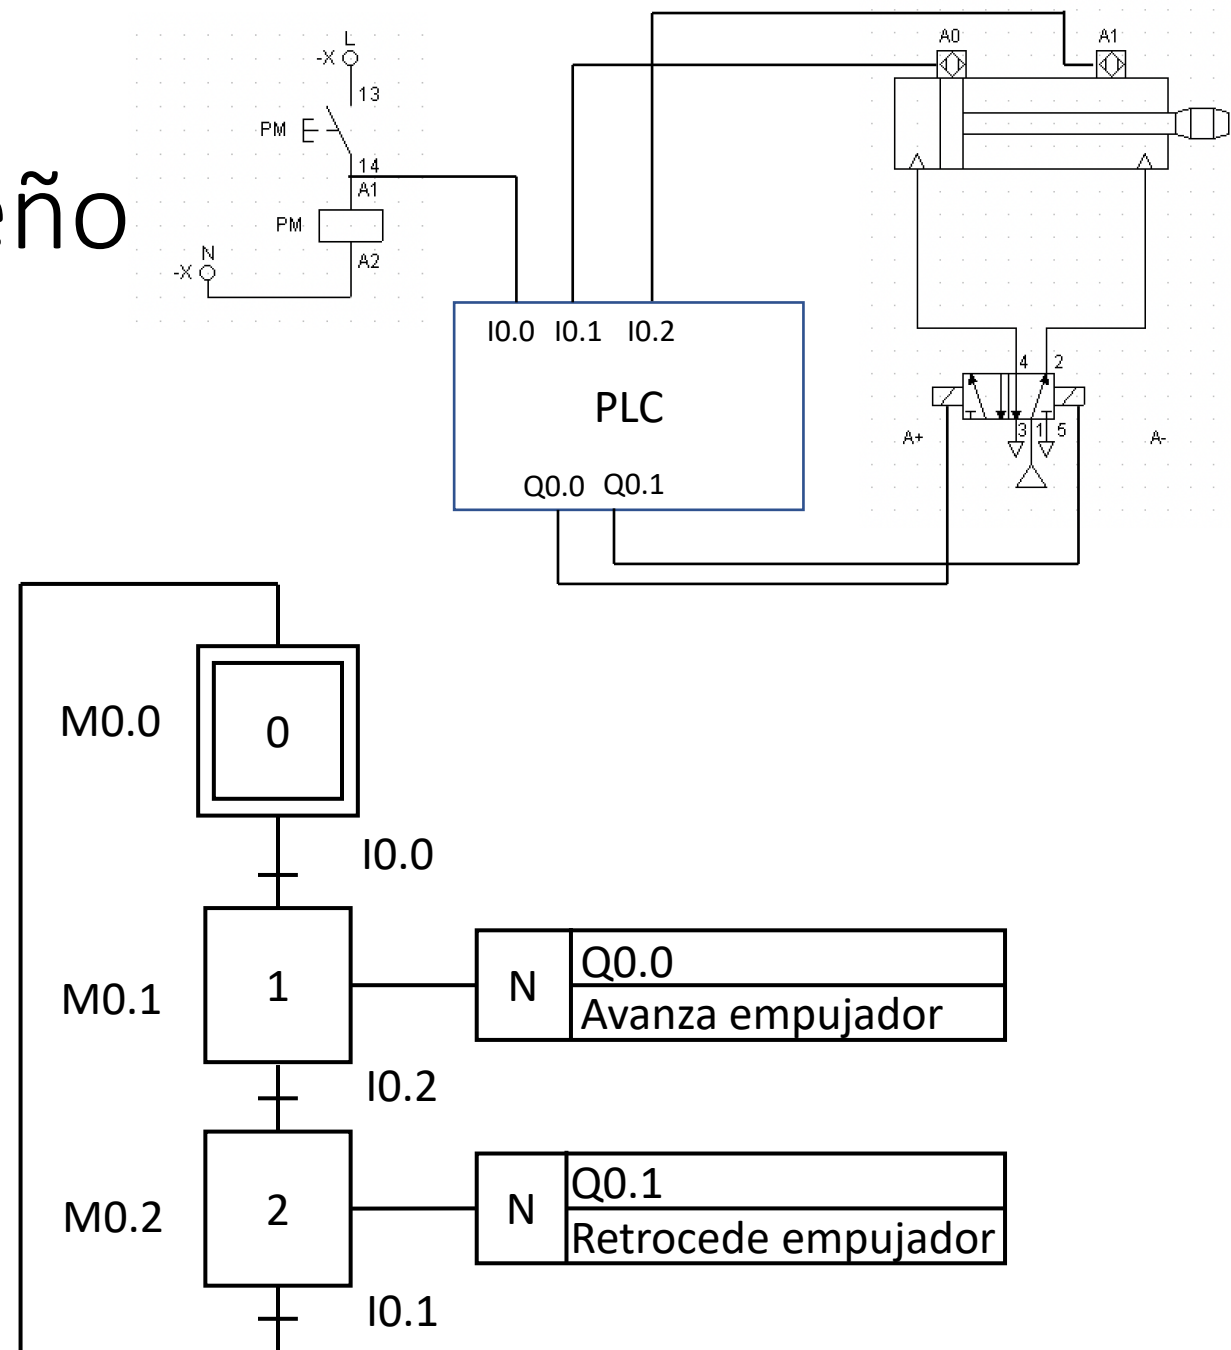 eño
L
-X
13
PM
14
A1
PM
A2
N
-X
A0 A1
I0.0 I0.1 I0.2
PLC
Q0.0 Q0.1
4 2
A+ 3 1 5 A-
M0.0 0
I0.0
M0.1 1 N Q0.0
Avanza empujador
I0.2
M0.2 2 N Q0.1
Retrocede empujador
I0.1